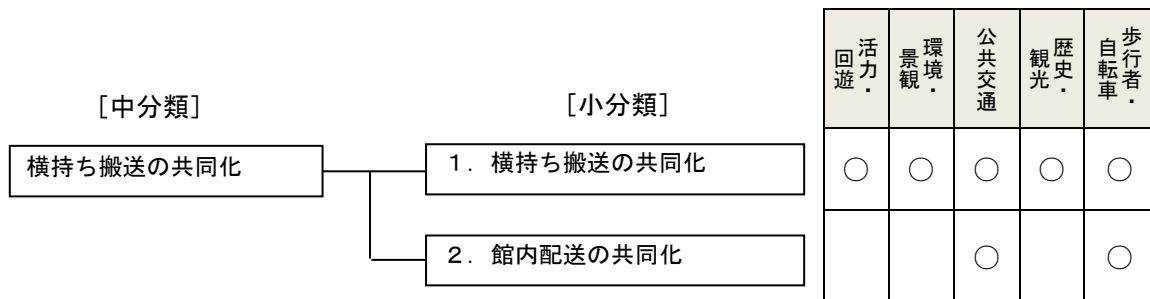 ［中分類］
［小分類］
活力・
回遊
環境・
景観
公共交通
歴史・
観光
歩行者・
自転車
横持ち搬送の共同化
１．横持ち搬送の共同化
○ ○ ○ ○ ○
２．館内配送の共同化
○ ○